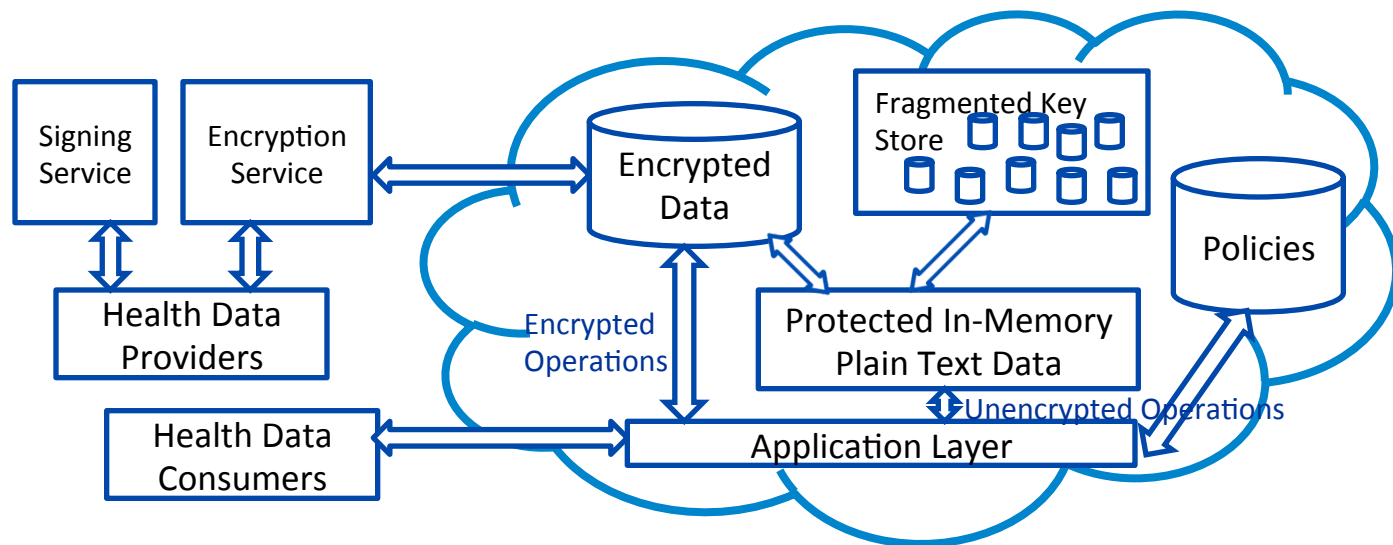 Signing
Service
Encryption
Service
Encrypted
Data
Fragmented Key
Store
Policies
Health Data
Providers
Encrypted
Operations
Protected In-Memory
Plain Text Data
Unencrypted Operations
Health Data
Consumers
Application Layer